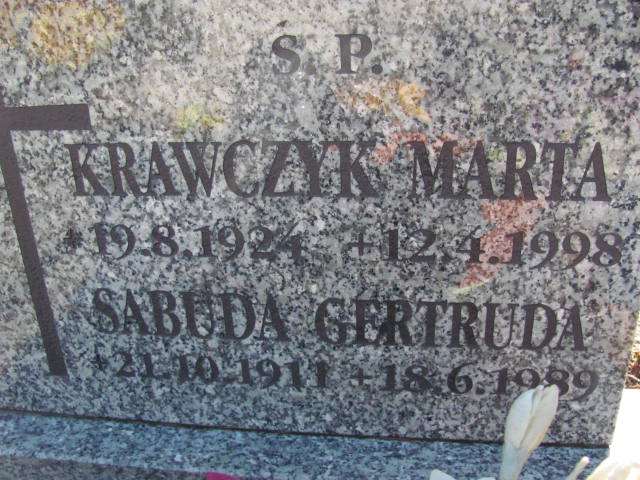 Ś. P.
KRAWCZYK MARTA
*19.8.1924 +12.4.1998
SABUDA GERTRUDA
*21.10.1911 +18.6.1989